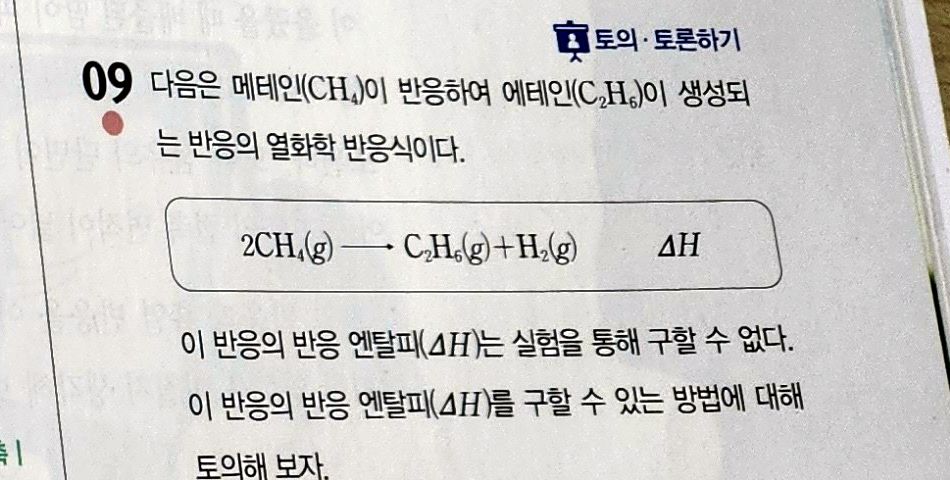 토의·토론하기
09 다음은 메테인(CH₄)이 반응하여 에테인(C₂H₆)이 생성되
는 반응의 열화학 반응식이다.
2CH₄(g) ⟶ C₂H₆(g)+H₂(g) ΔH
이 반응의 반응 엔탈피(ΔH)는 실험을 통해 구할 수 없다.
이 반응의 반응 엔탈피(ΔH)를 구할 수 있는 방법에 대해
토의해 보자.